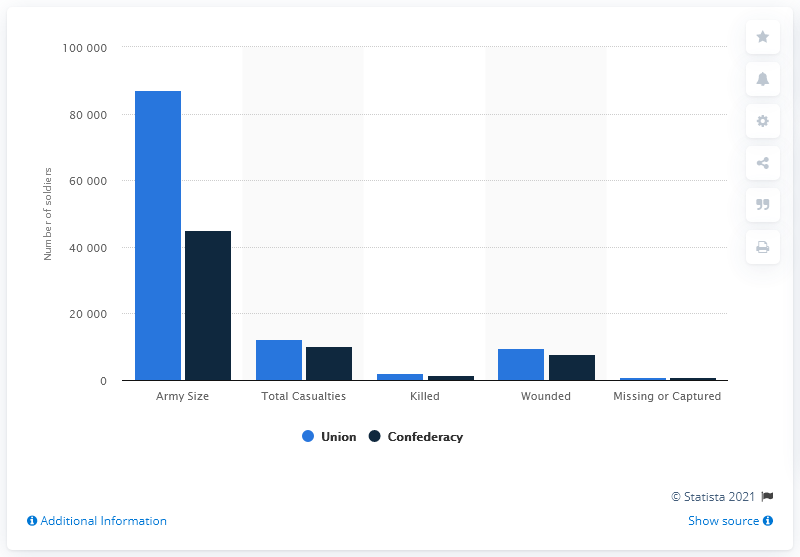 100 000
80 000
60 000
40 000
20 000
0
Number of soldiers
Army Size
Total Casualties
Killed
Wounded
Missing or Captured
Union
Confederacy
© Statista 2021
Additional Information
Show source